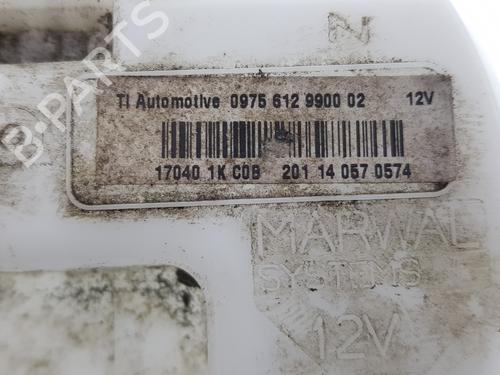 N
B-PARTS
TI Automotive 0975 612 9900 02 12V
17040 1K C0B 201 14 057 0574
MARWAL
SYSTEMS
12V